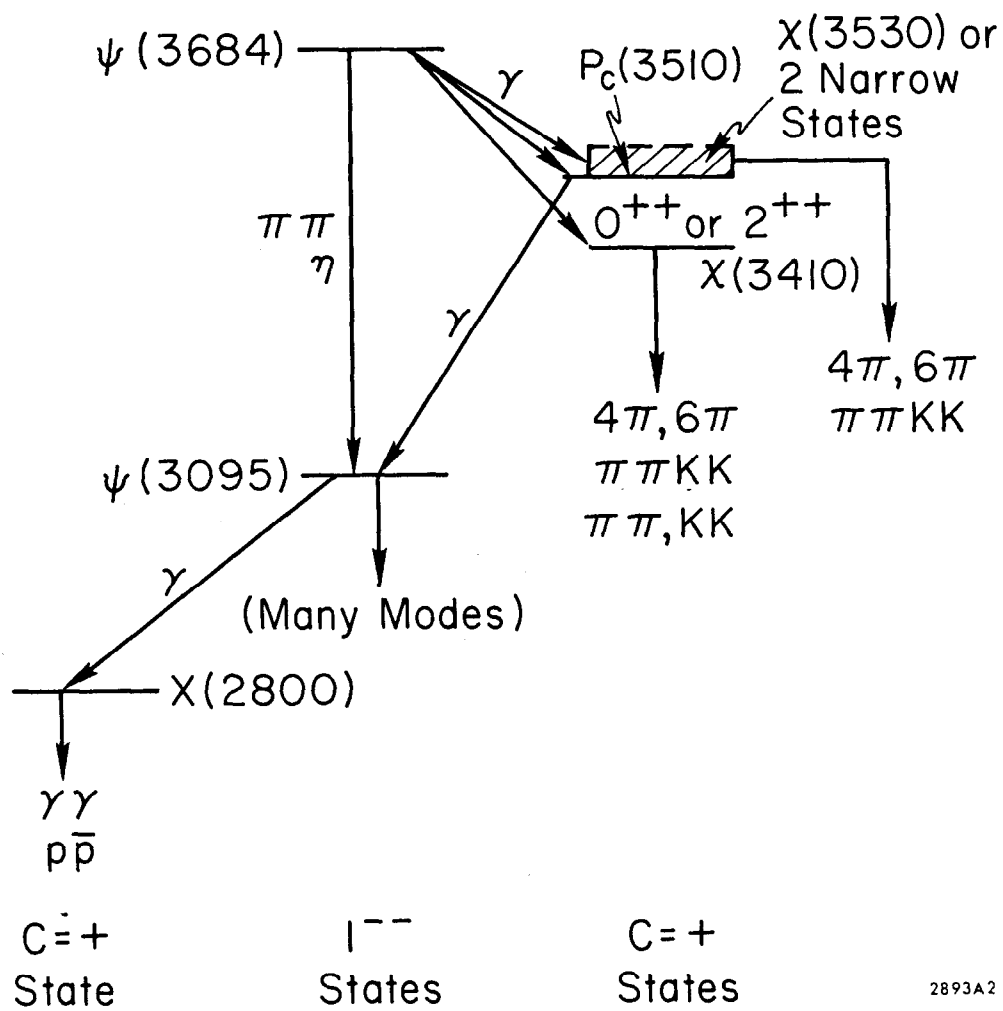 ψ(3684)
γ
P_c(3510)
χ(3530) or
2 Narrow
States
ππ
η
0⁺⁺ or 2⁺⁺
χ(3410)
γ
4π, 6π
ππKK
4π, 6π
ππKK
ππ, KK
ψ(3095)
γ
(Many Modes)
X(2800)
γγ
pp̄
C=+
State
1⁻⁻
States
C=+
States
2893A2